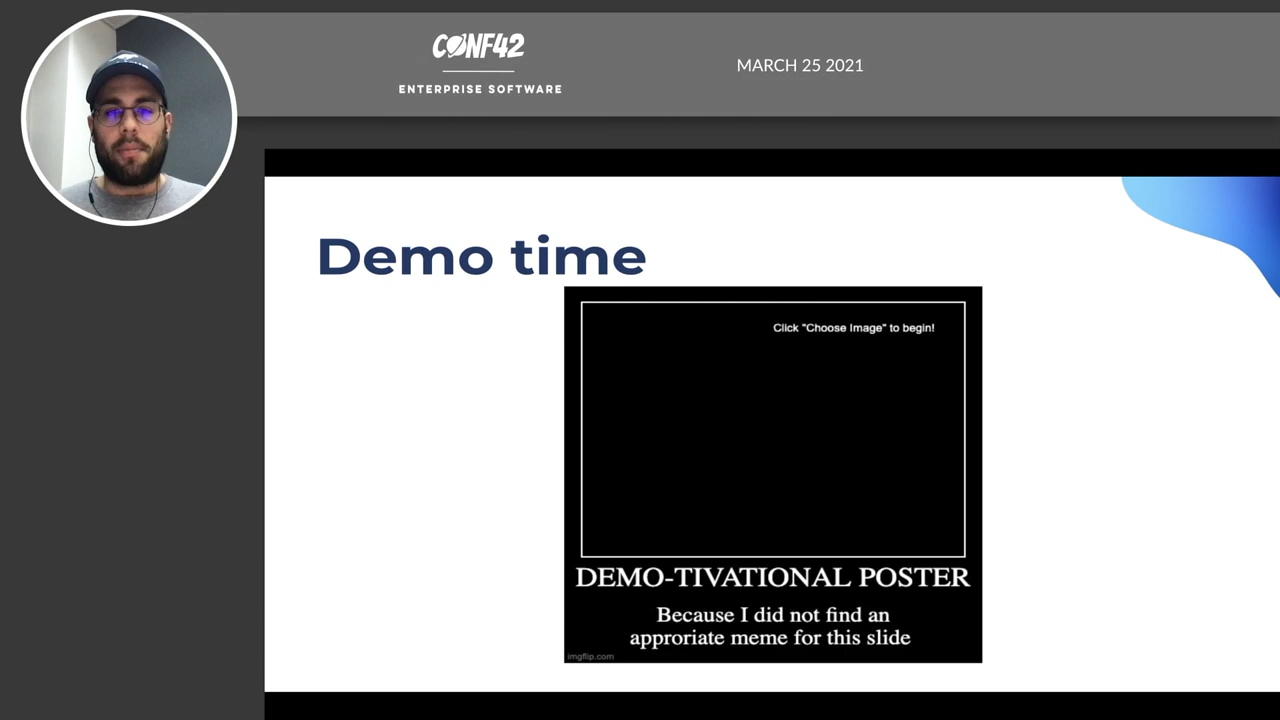 CONF42
ENTERPRISE SOFTWARE
MARCH 25 2021
Demo time
Click "Choose Image" to begin!
DEMO-TIVATIONAL POSTER
Because I did not find an
approriate meme for this slide
imgflip.com